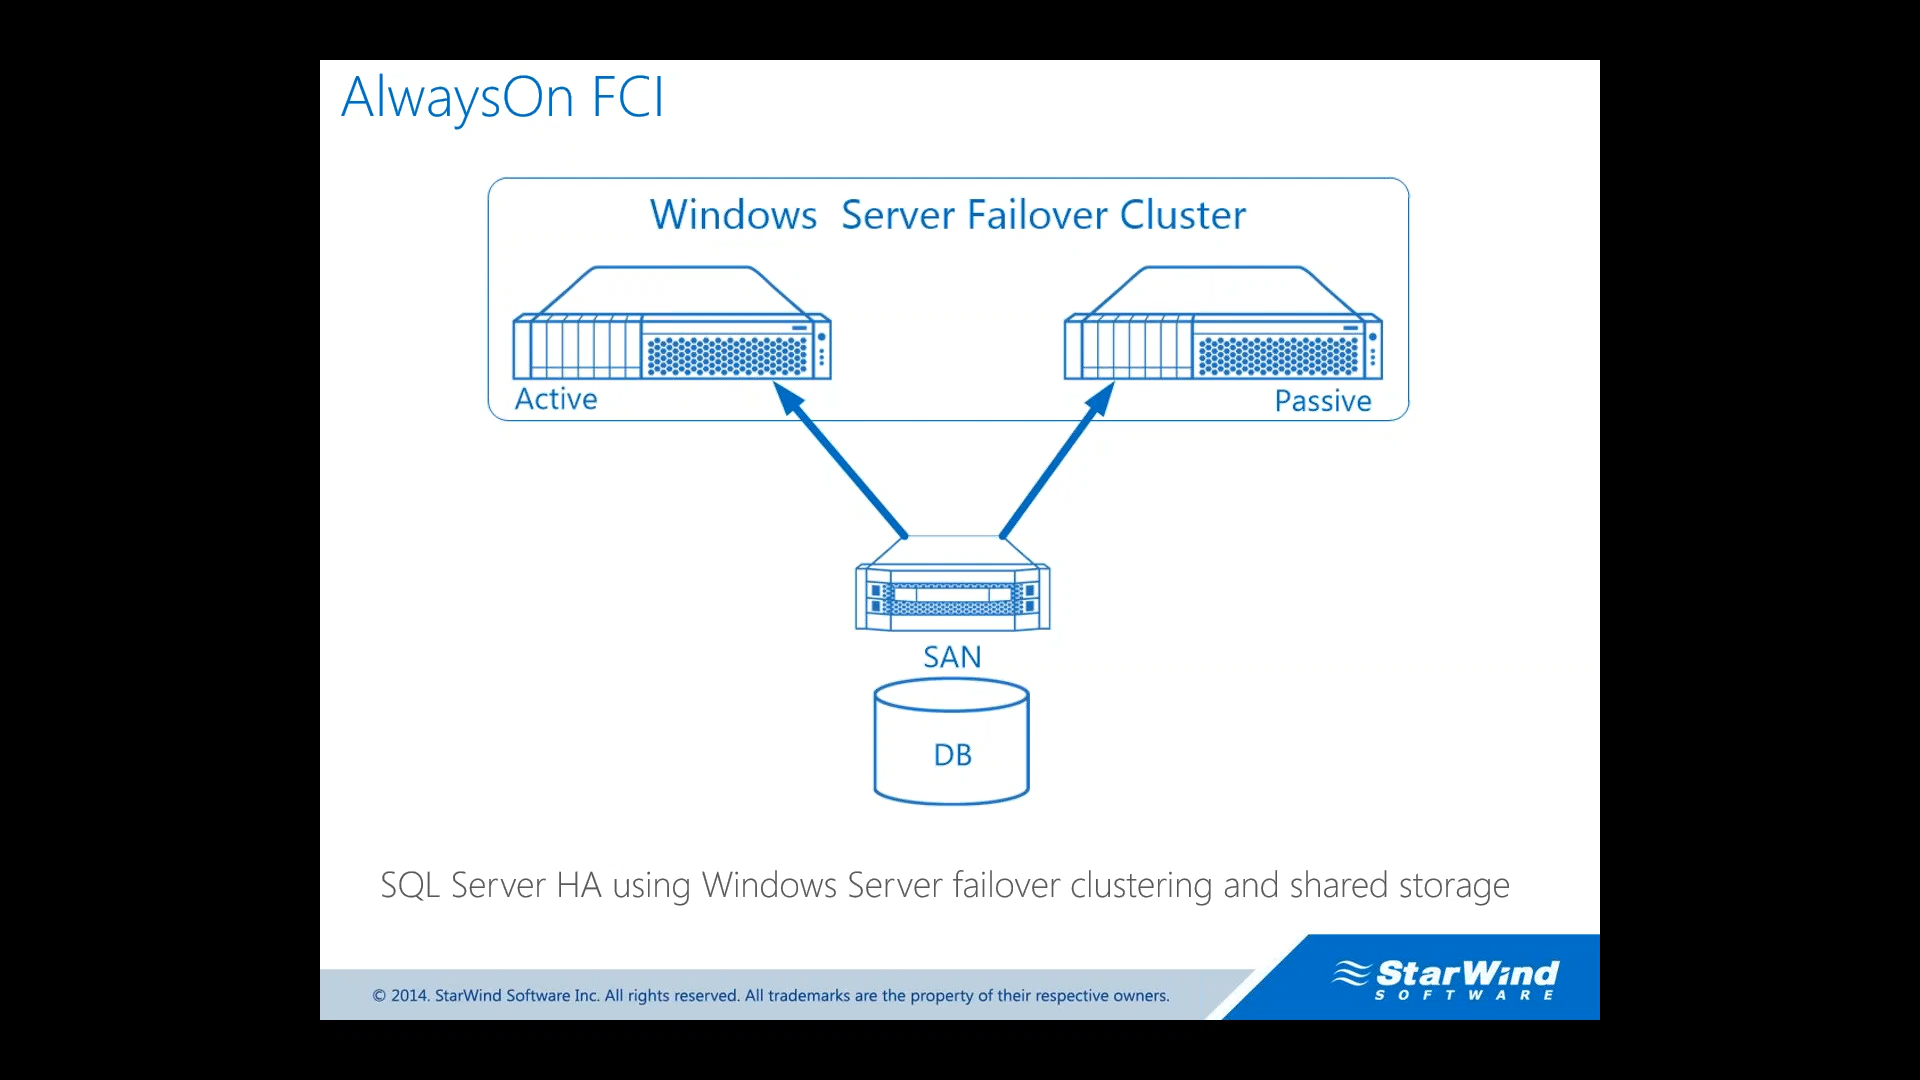 AlwaysOn FCI
Windows Server Failover Cluster
Active
Passive
SAN
DB
SQL Server HA using Windows Server failover clustering and shared storage
© 2014. StarWind Software Inc. All rights reserved. All trademarks are the property of their respective owners.
StarWind
SOFTWARE